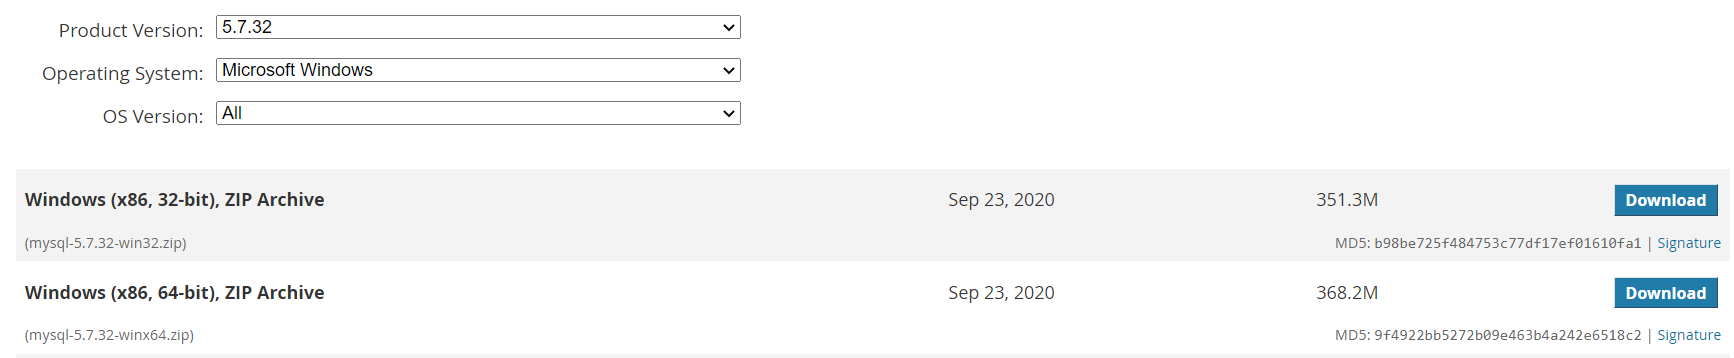 Product Version: 5.7.32
Operating System: Microsoft Windows
OS Version: All
Windows (x86, 32-bit), ZIP Archive Sep 23, 2020 351.3M Download
(mysql-5.7.32-win32.zip) MD5: b98be725f484753c77df17ef01610fa1 | Signature
Windows (x86, 64-bit), ZIP Archive Sep 23, 2020 368.2M Download
(mysql-5.7.32-winx64.zip) MD5: 9f4922bb5272b09e463b4a242e6518c2 | Signature